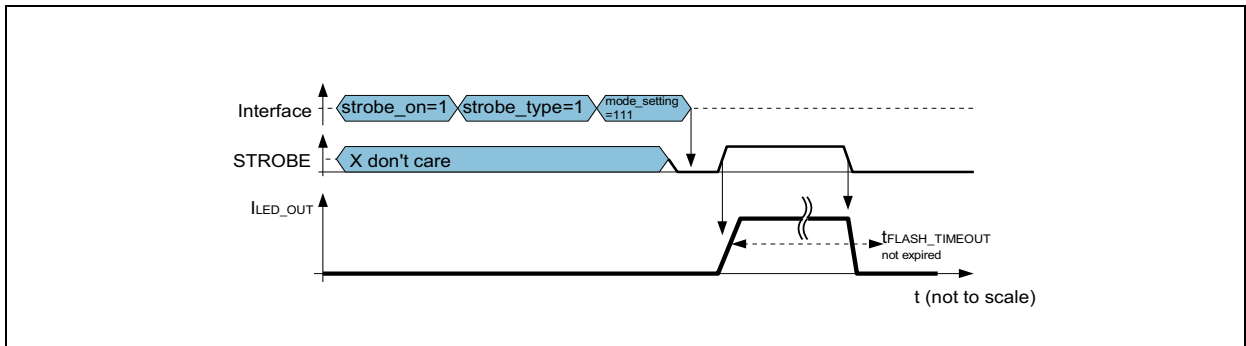 Interface
strobe_on=1
strobe_type=1
mode_setting
=111
STROBE
X don't care
ILED_OUT
tFLASH_TIMEOUT
not expired
t (not to scale)